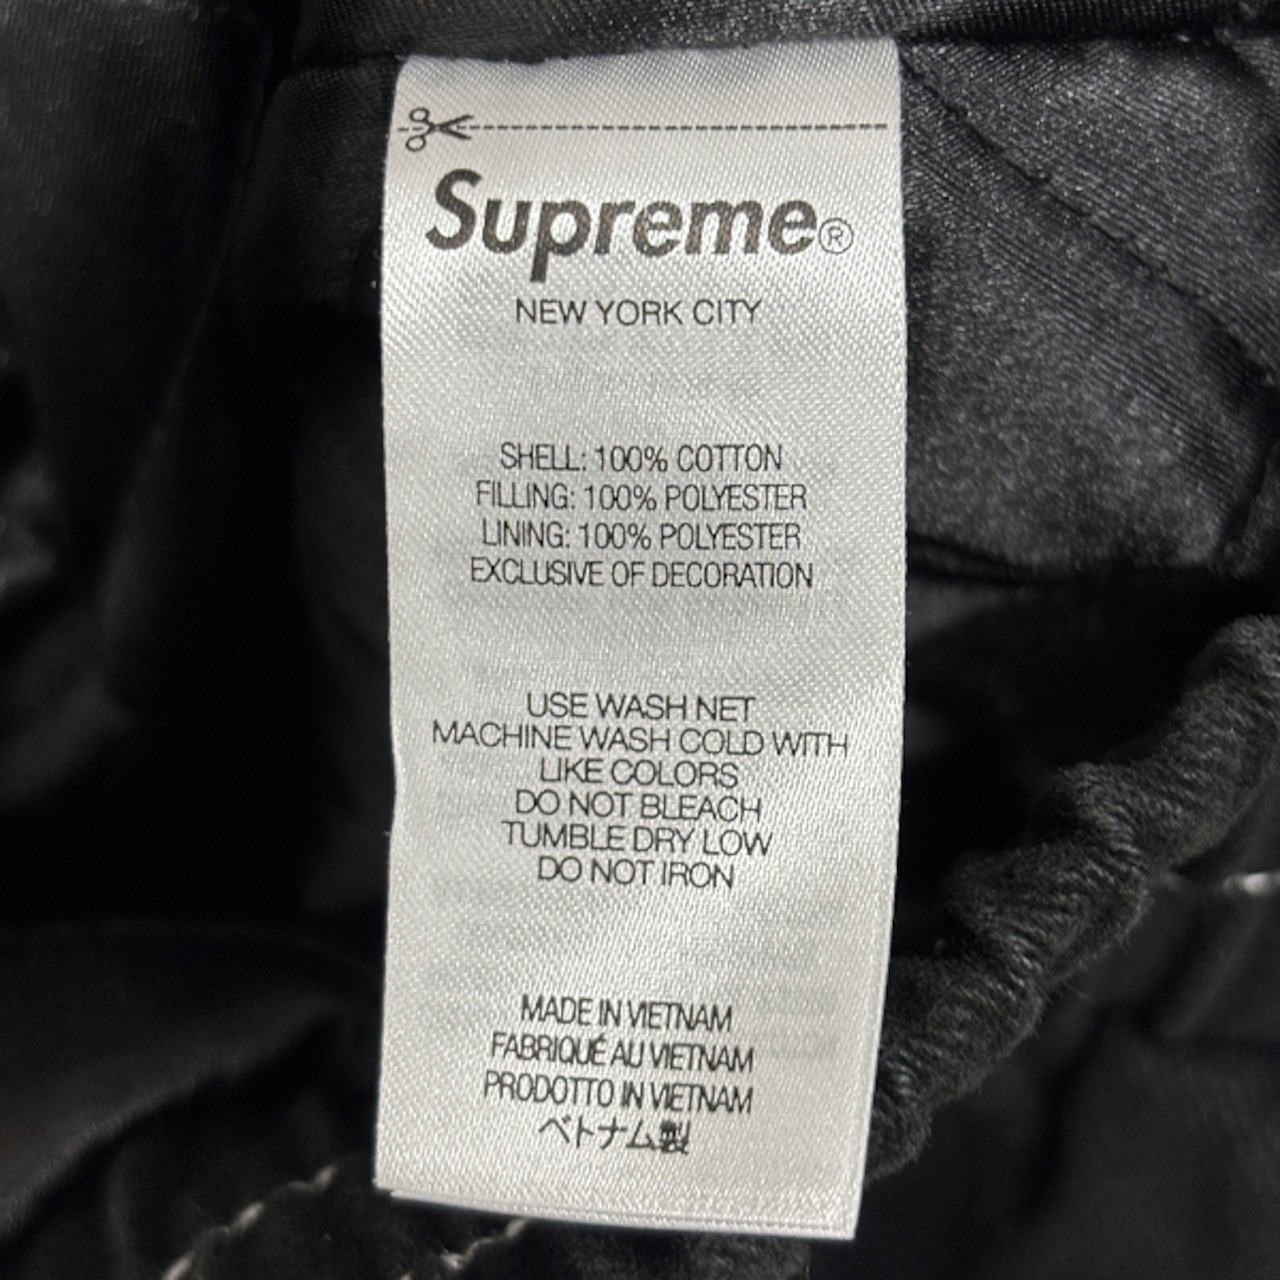 Supreme®
NEW YORK CITY
SHELL: 100% COTTON
FILLING: 100% POLYESTER
LINING: 100% POLYESTER
EXCLUSIVE OF DECORATION
USE WASH NET
MACHINE WASH COLD WITH
LIKE COLORS
DO NOT BLEACH
TUMBLE DRY LOW
DO NOT IRON
MADE IN VIETNAM
FABRIQUÉ AU VIETNAM
PRODOTTO IN VIETNAM
ベトナム製